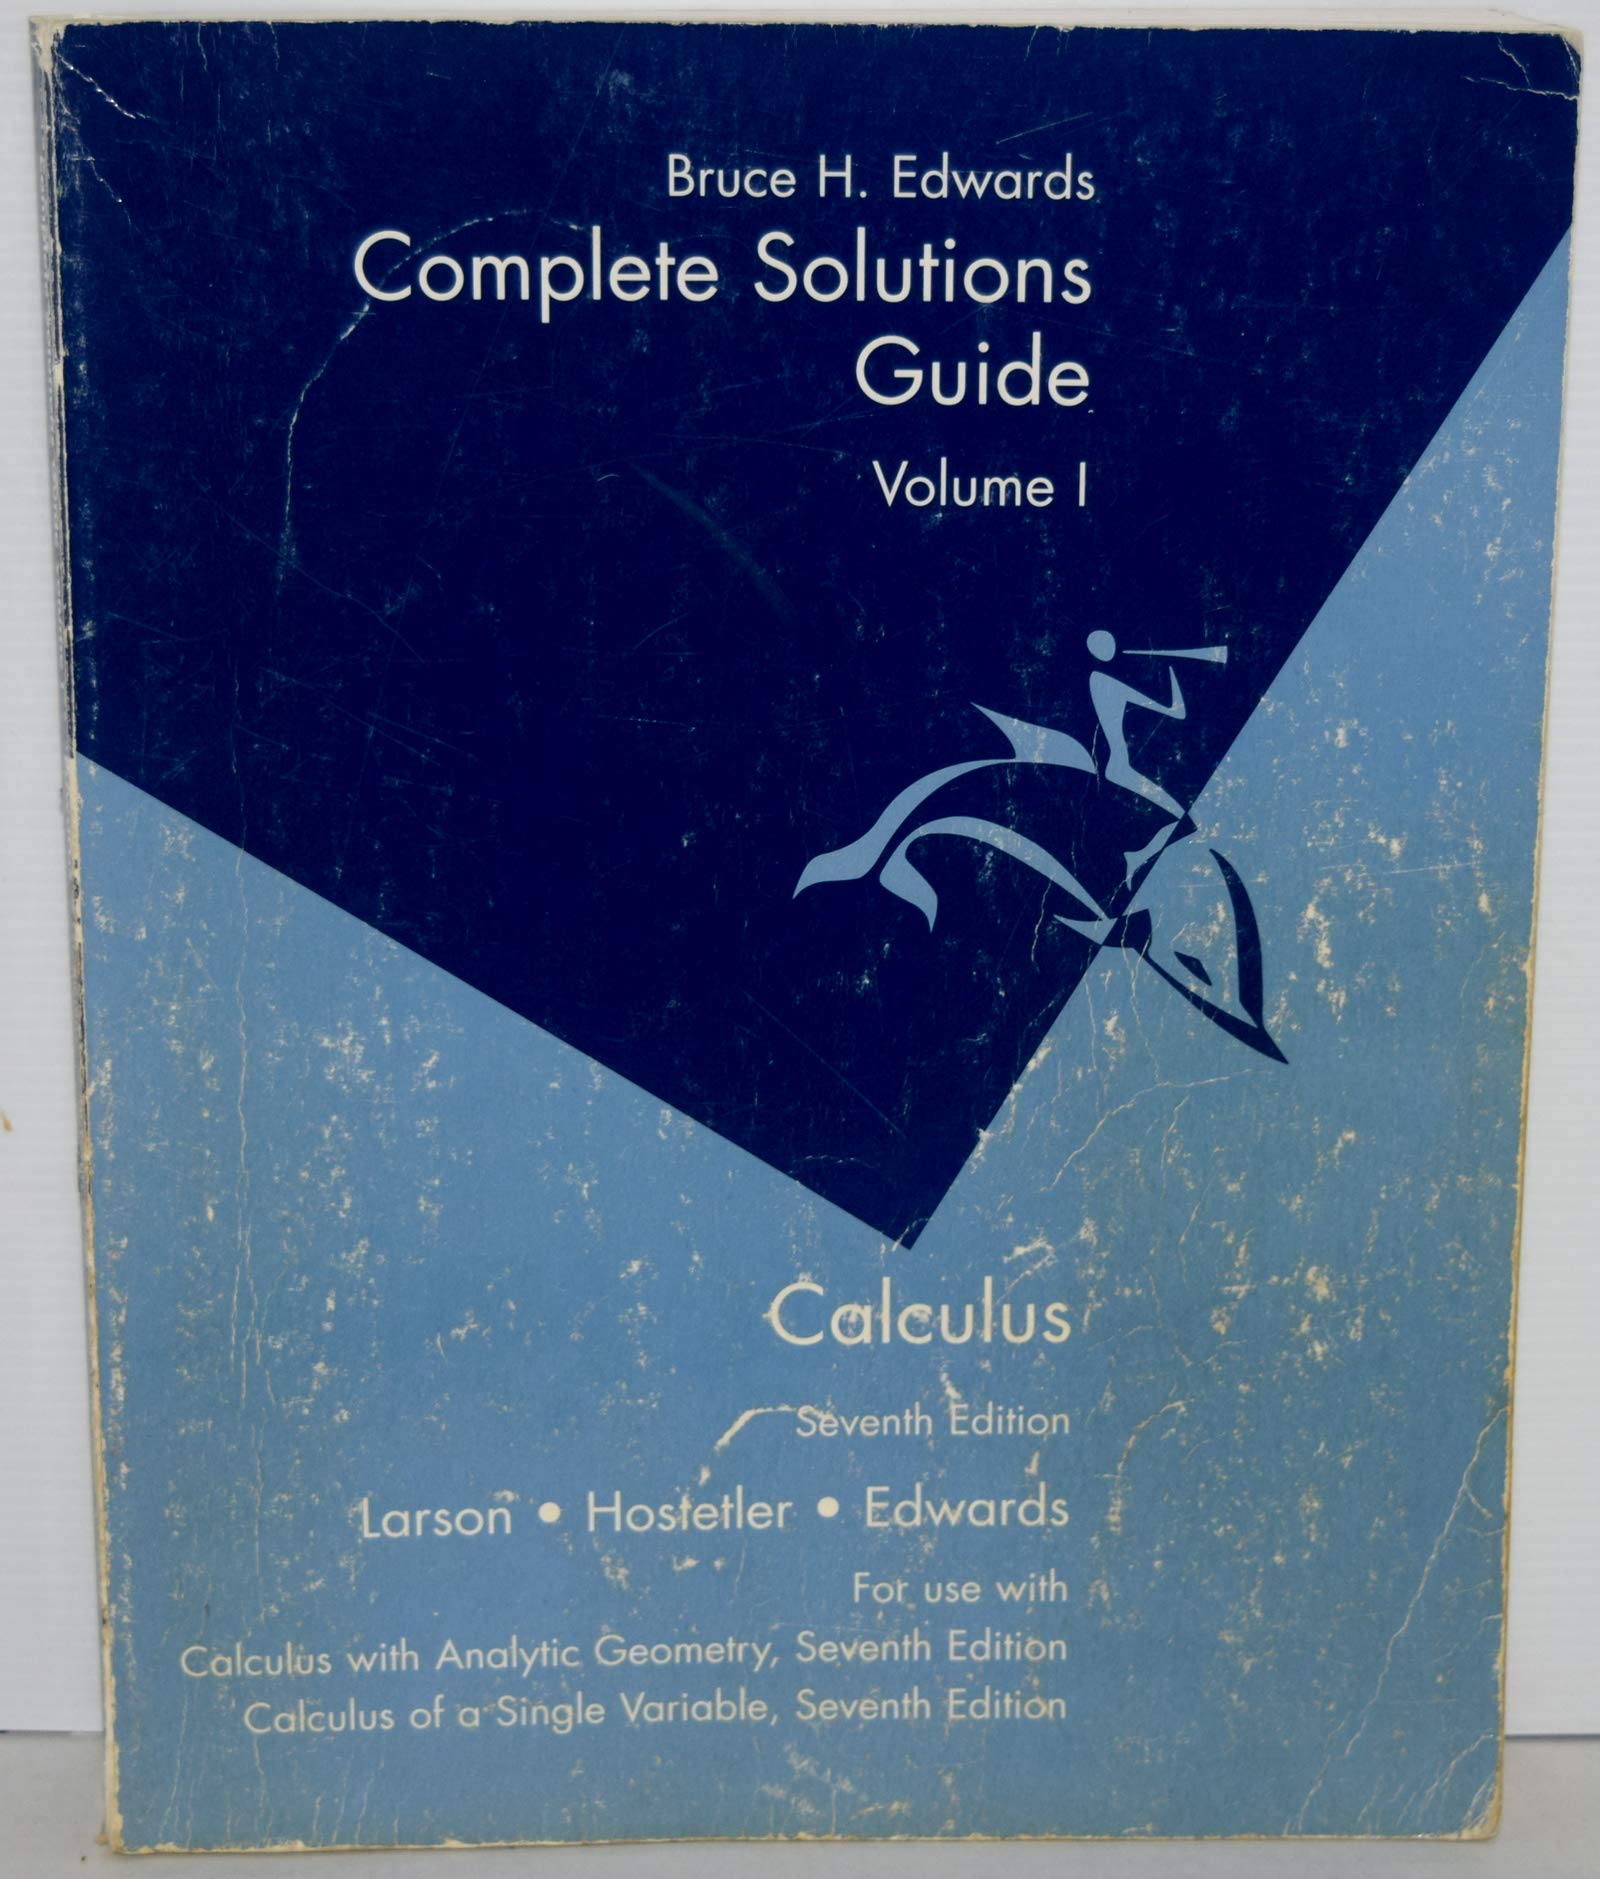 Bruce H. Edwards
Complete Solutions
Guide
Volume I
Calculus
Seventh Edition
Larson • Hostetler • Edwards
For use with
Calculus with Analytic Geometry, Seventh Edition
Calculus of a Single Variable, Seventh Edition